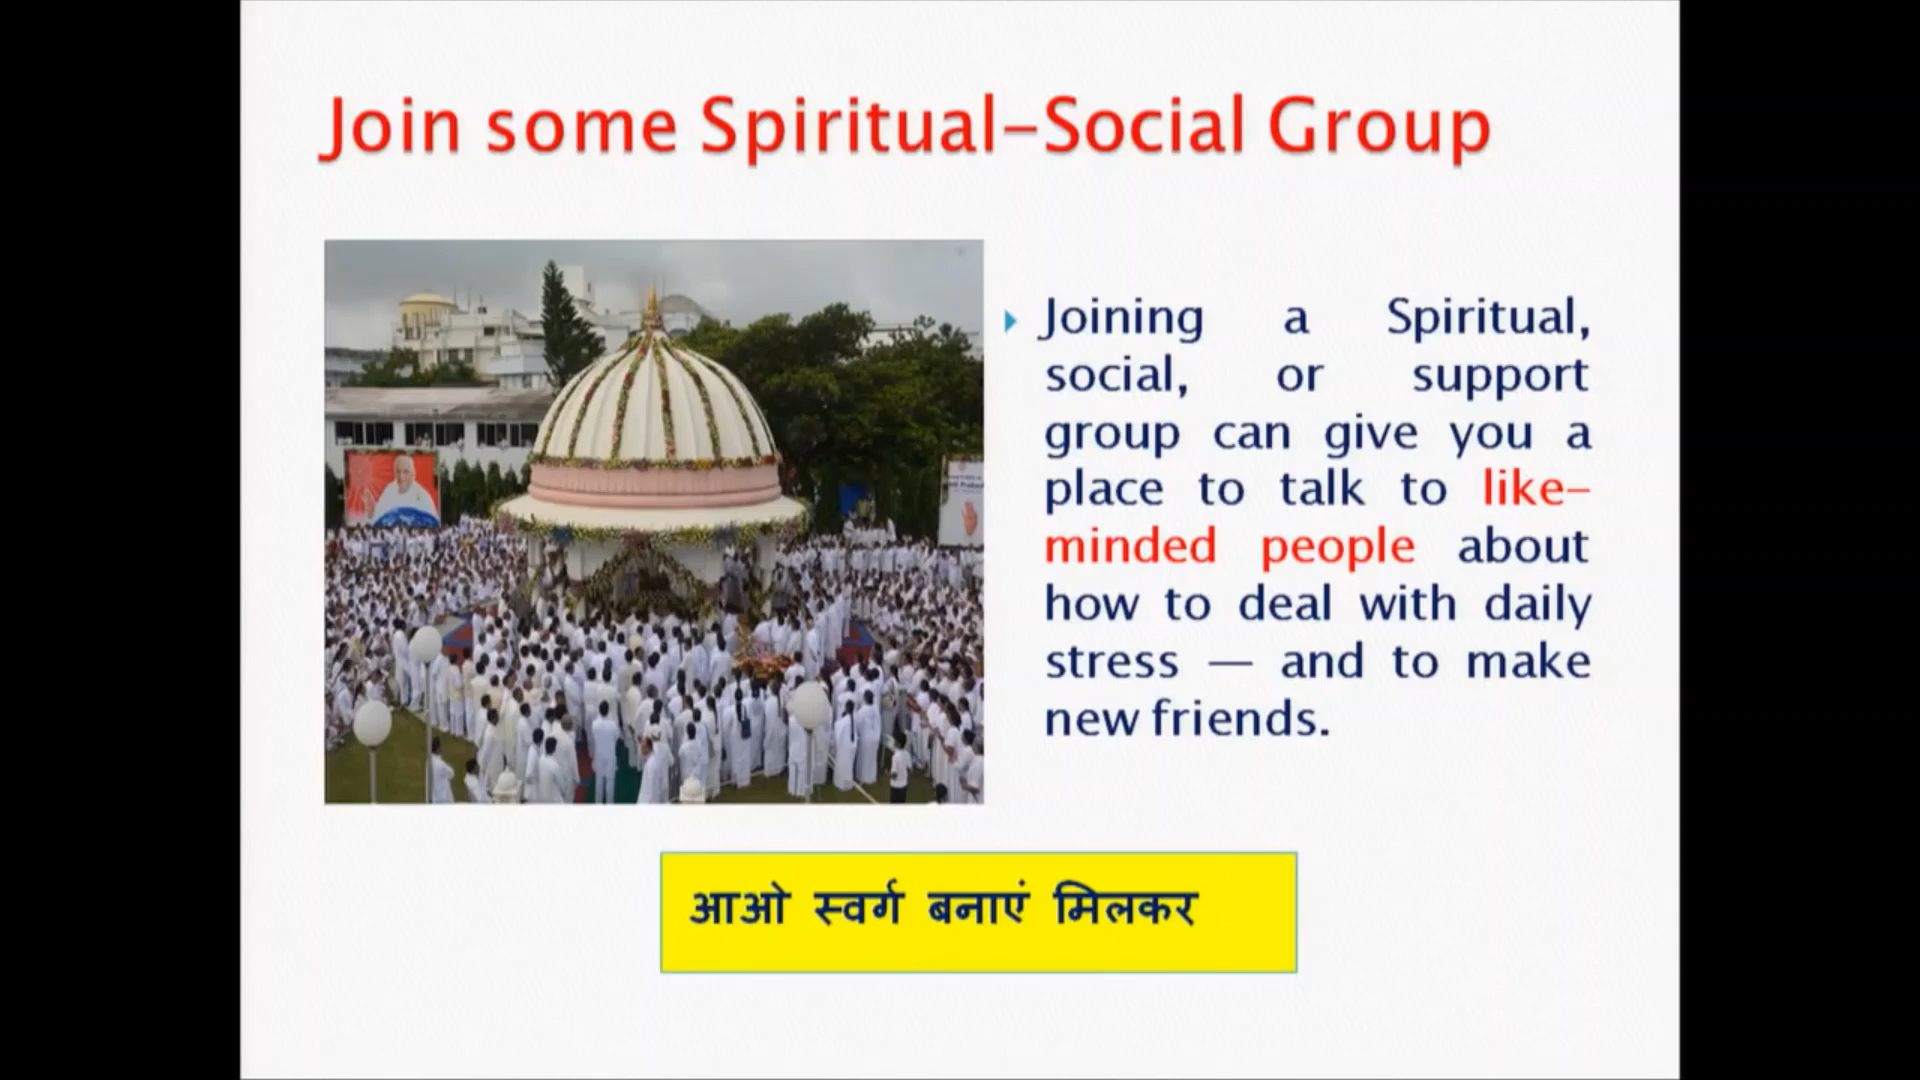 Join some Spiritual-Social Group
Joining a Spiritual,
social, or support
group can give you a
place to talk to like-
minded people about
how to deal with daily
stress — and to make
new friends.
आओ स्वर्ग बनाएं मिलकर